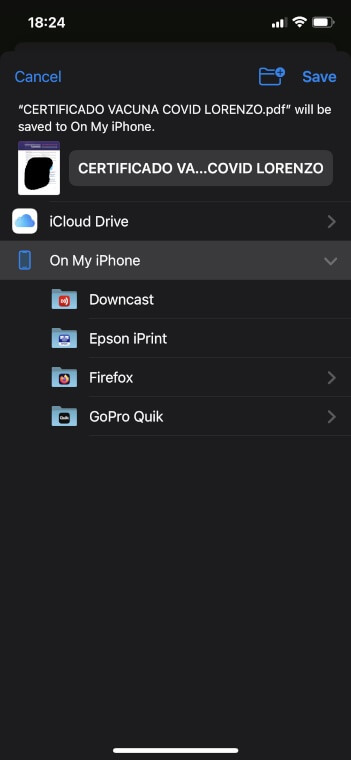 18:24
Cancel
Save
“CERTIFICADO VACUNA COVID LORENZO.pdf” will be
saved to On My iPhone.
CERTIFICADO VA...COVID LORENZO
iCloud Drive
On My iPhone
Downcast
Epson iPrint
Firefox
GoPro Quik